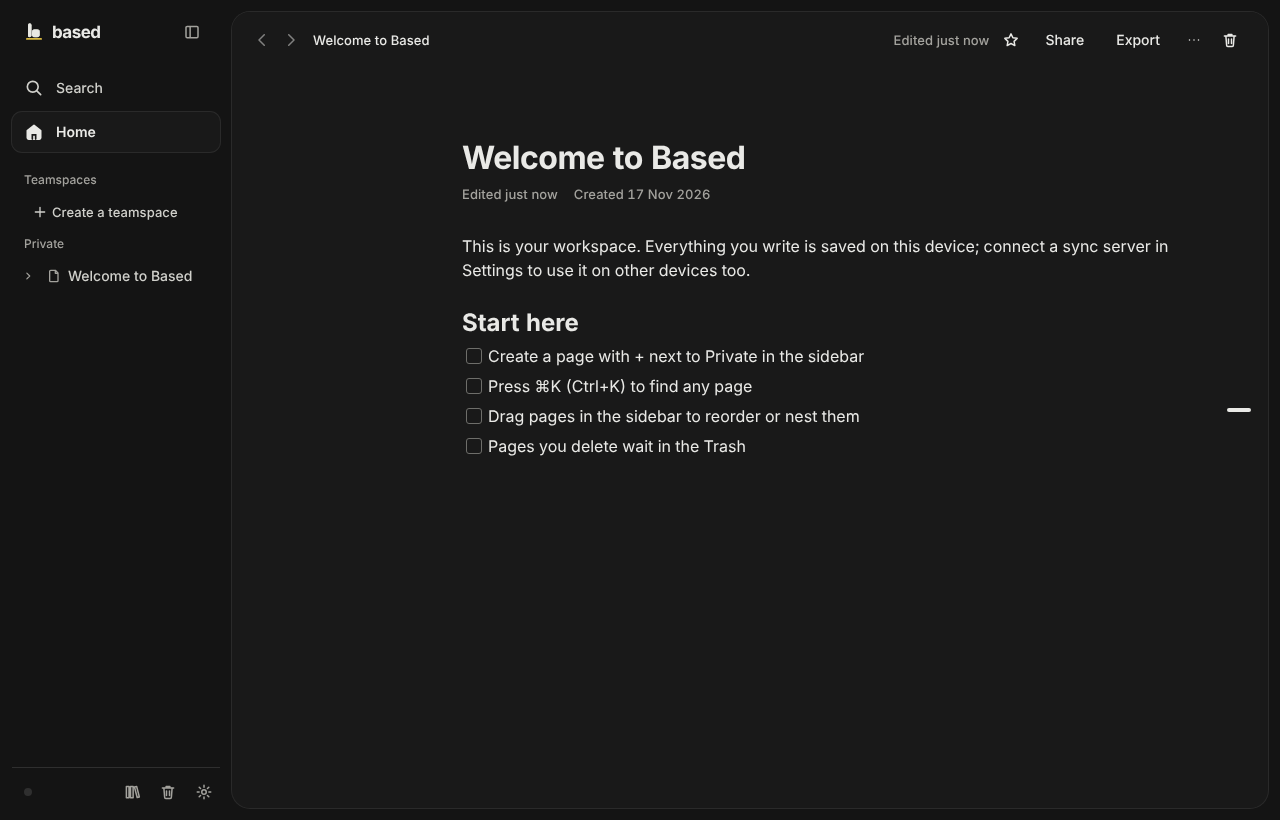 based
Search
Home
Teamspaces
+ Create a teamspace
Private
Welcome to Based
Welcome to Based
Edited just now
Share
Export
Welcome to Based
Edited just now Created 17 Nov 2026
This is your workspace. Everything you write is saved on this device; connect a sync server in
Settings to use it on other devices too.
Start here
Create a page with + next to Private in the sidebar
Press ⌘K (Ctrl+K) to find any page
Drag pages in the sidebar to reorder or nest them
Pages you delete wait in the Trash